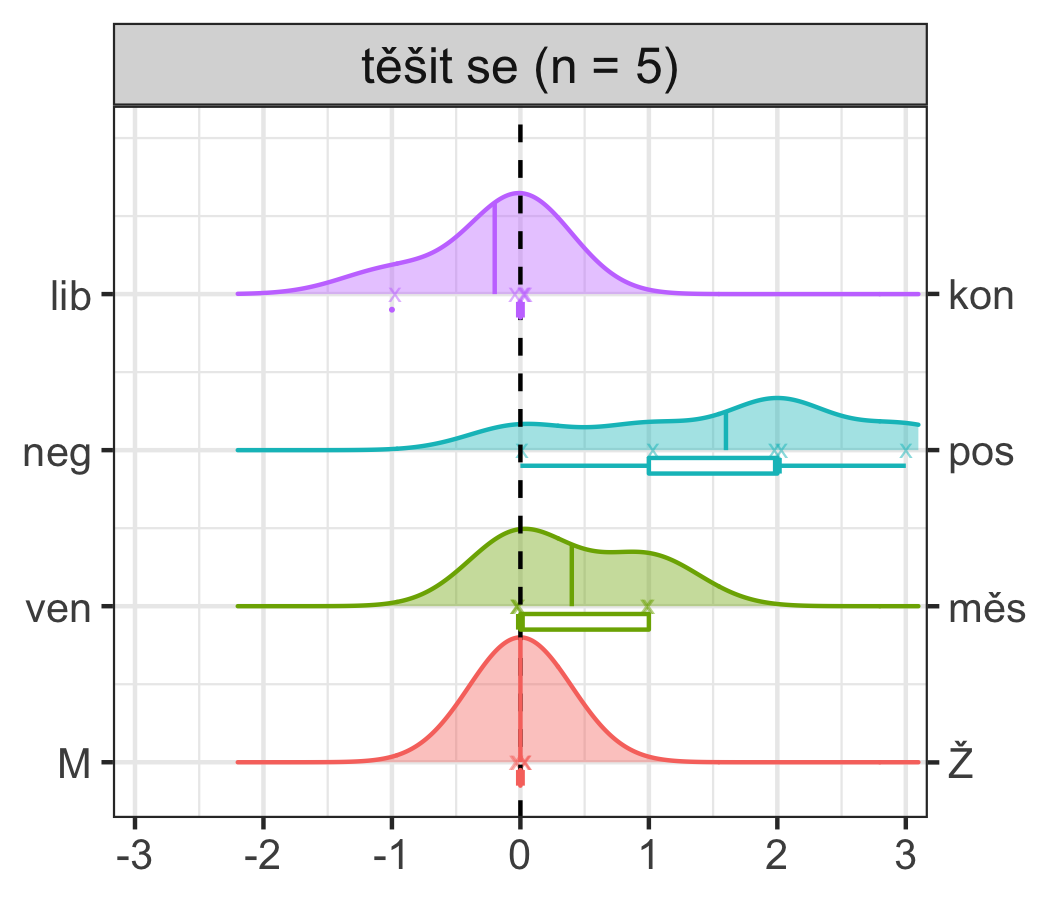 těšit se (n = 5)
lib kon
neg pos
ven měs
M Ž
-3 -2 -1 0 1 2 3